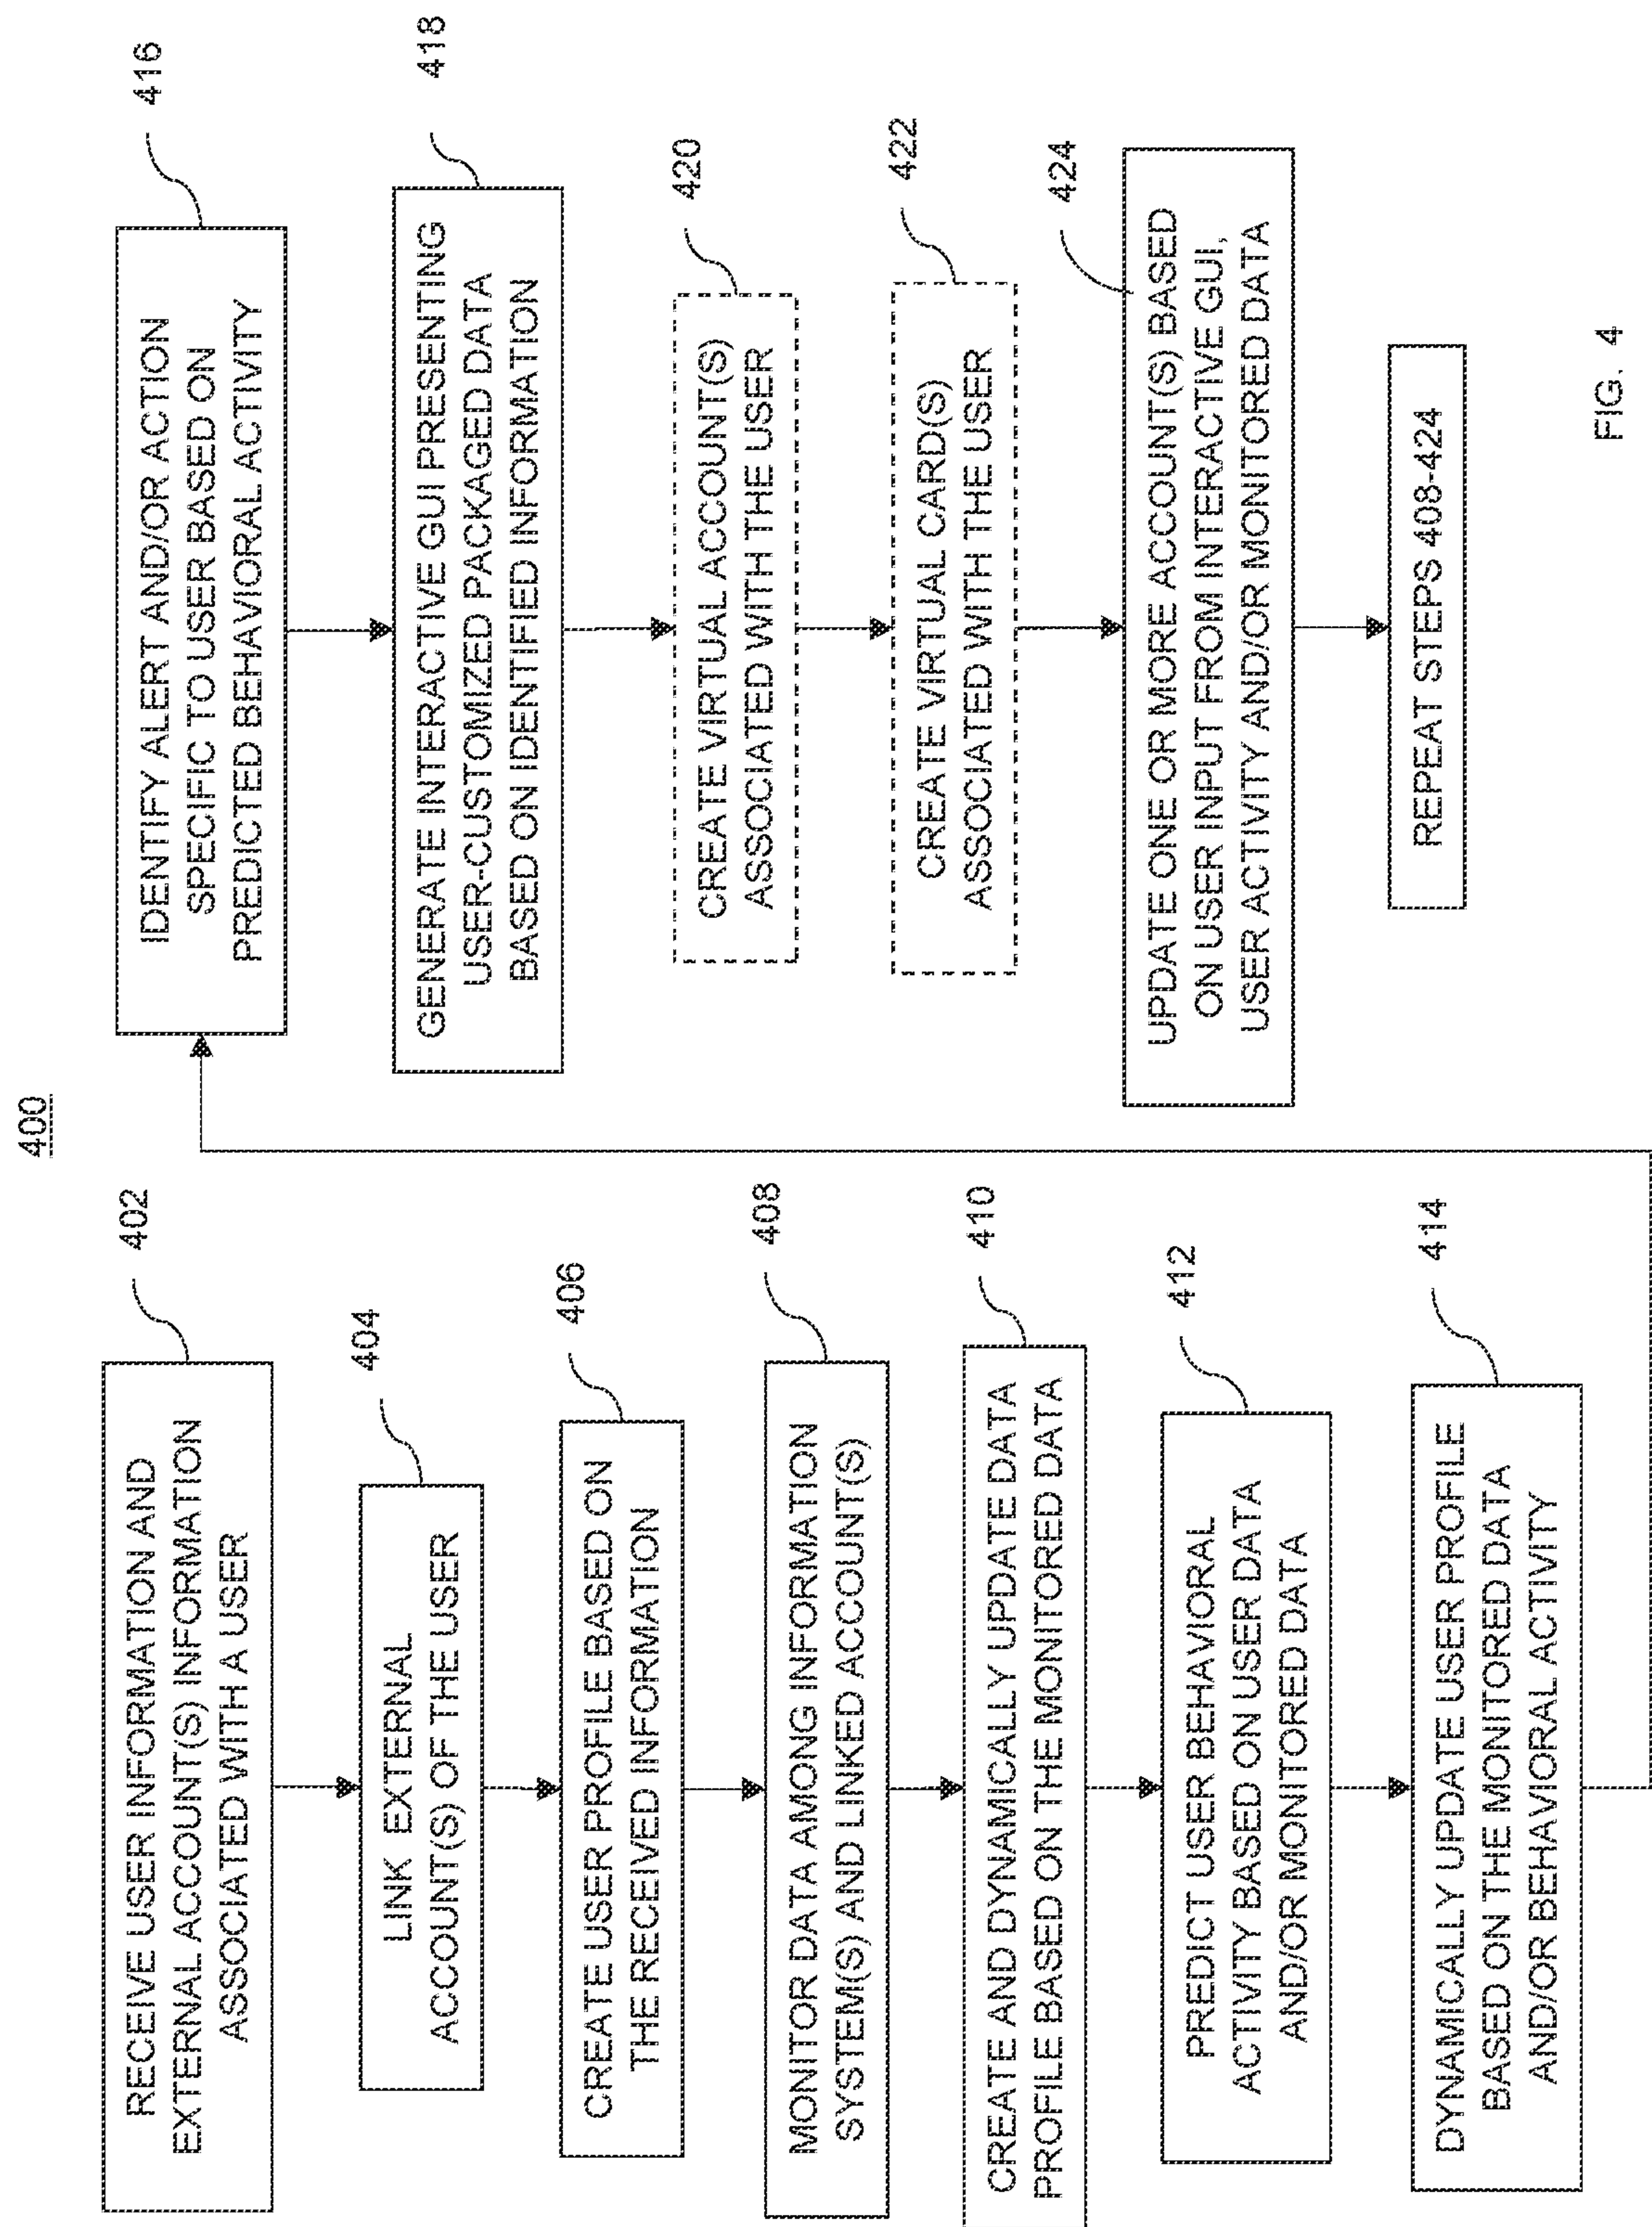 400
RECEIVE USER INFORMATION AND
EXTERNAL ACCOUNT(S) INFORMATION
ASSOCIATED WITH A USER
402
LINK EXTERNAL
ACCOUNT(S) OF THE USER
404
CREATE USER PROFILE BASED ON
THE RECEIVED INFORMATION
406
MONITOR DATA AMONG INFORMATION
SYSTEM(S) AND LINKED ACCOUNT(S)
408
CREATE AND DYNAMICALLY UPDATE DATA
PROFILE BASED ON THE MONITORED DATA
410
PREDICT USER BEHAVIORAL
ACTIVITY BASED ON USER DATA
AND/OR MONITORED DATA
412
DYNAMICALLY UPDATE USER PROFILE
BASED ON THE MONITORED DATA
AND/OR BEHAVIORAL ACTIVITY
414
IDENTIFY ALERT AND/OR ACTION
SPECIFIC TO USER BASED ON
PREDICTED BEHAVIORAL ACTIVITY
416
GENERATE INTERACTIVE GUI PRESENTING
USER-CUSTOMIZED PACKAGED DATA
BASED ON IDENTIFIED INFORMATION
418
CREATE VIRTUAL ACCOUNT(S)
ASSOCIATED WITH THE USER
420
CREATE VIRTUAL CARD(S)
ASSOCIATED WITH THE USER
422
UPDATE ONE OR MORE ACCOUNT(S) BASED
ON USER INPUT FROM INTERACTIVE GUI,
USER ACTIVITY AND/OR MONITORED DATA
424
REPEAT STEPS 408-424
FIG. 4